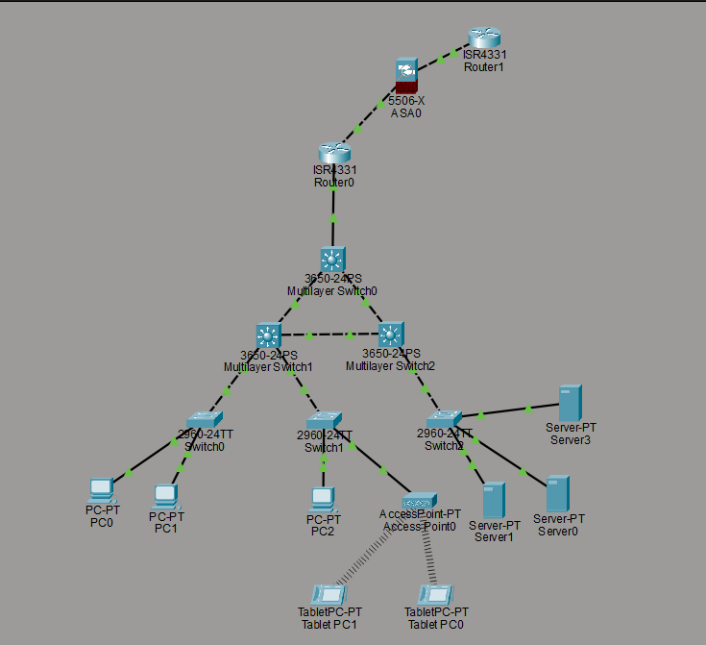 ISR4331
Router1
5506-X
ASA0
ISR4331
Router0
3650-24PS
Multilayer Switch0
3650-24PS
Multilayer Switch1
3650-24PS
Multilayer Switch2
2960-24TT
Switch0
2960-24TT
Switch1
2960-24TT
Switch2
Server-PT
Server3
PC-PT
PC0
PC-PT
PC1
PC-PT
PC2
AccessPoint-PT
Access Point0
Server-PT
Server1
Server-PT
Server0
TabletPC-PT
Tablet PC1
TabletPC-PT
Tablet PC0